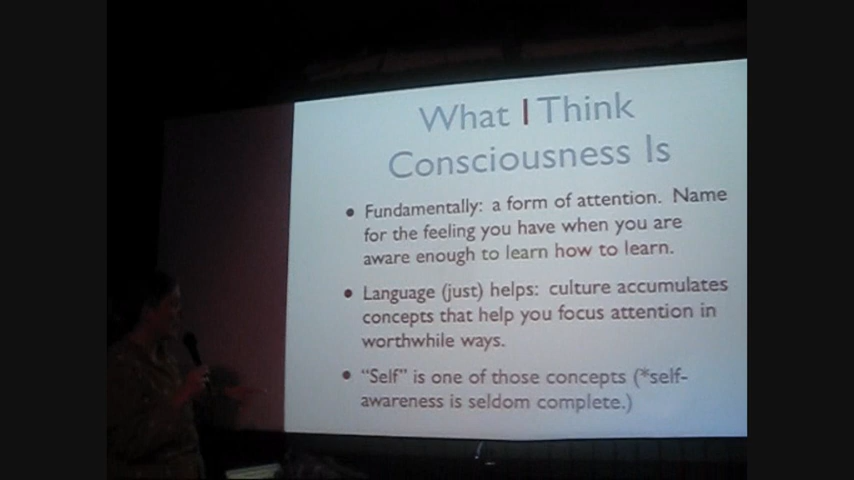 What I Think
Consciousness Is
• Fundamentally: a form of attention. Name
for the feeling you have when you are
aware enough to learn how to learn.
• Language (just) helps: culture accumulates
concepts that help you focus attention in
worthwhile ways.
• “Self” is one of those concepts (*self-
awareness is seldom complete.)